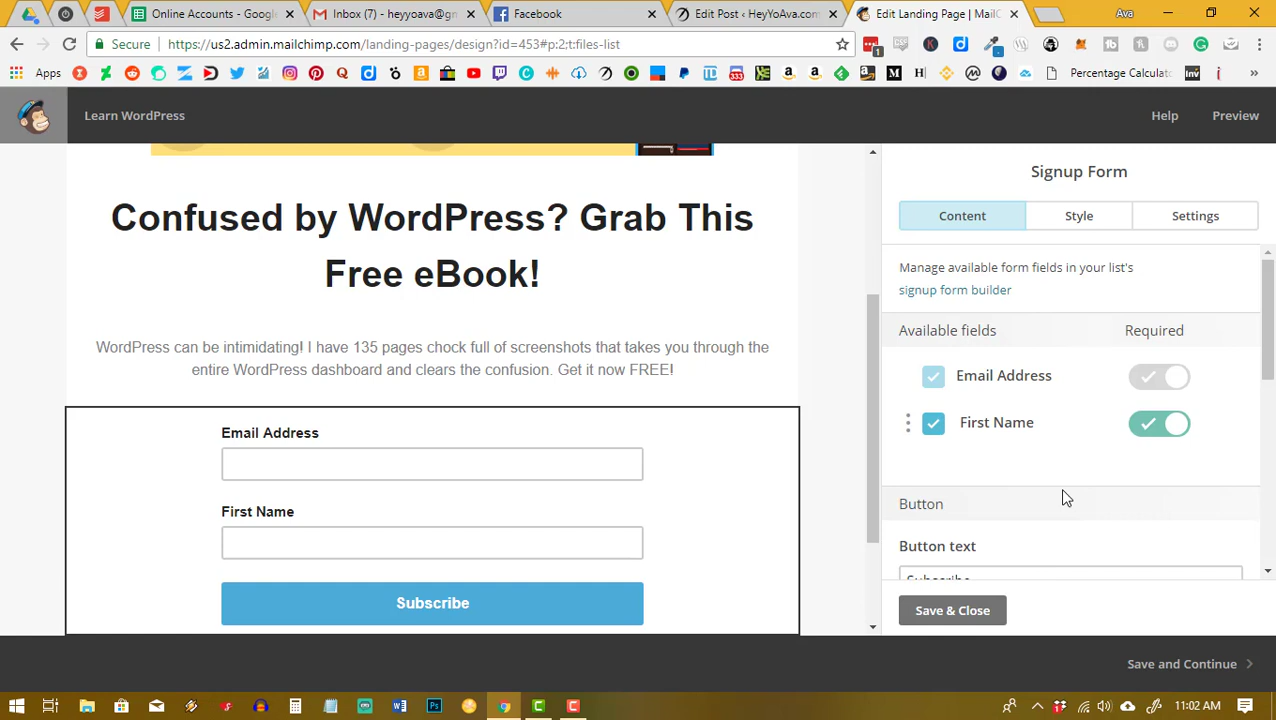 Online Accounts - Google
Inbox (7) - heyyoava@gm
Facebook
Edit Post ‹ HeyYoAva.com
Edit Landing Page | MailC
Ava
Secure
https://us2.admin.mailchimp.com/landing-pages/design?id=453#p:2;t:files-list
Apps
Percentage Calculat
Learn WordPress
Help
Preview
Confused by WordPress? Grab This
Free eBook!
WordPress can be intimidating! I have 135 pages chock full of screenshots that takes you through the
entire WordPress dashboard and clears the confusion. Get it now FREE!
Email Address
First Name
Subscribe
Signup Form
Content
Style
Settings
Manage available form fields in your list's
signup form builder
Available fields
Required
Email Address
First Name
Button
Button text
Subscribe
Save & Close
Save and Continue
11:02 AM